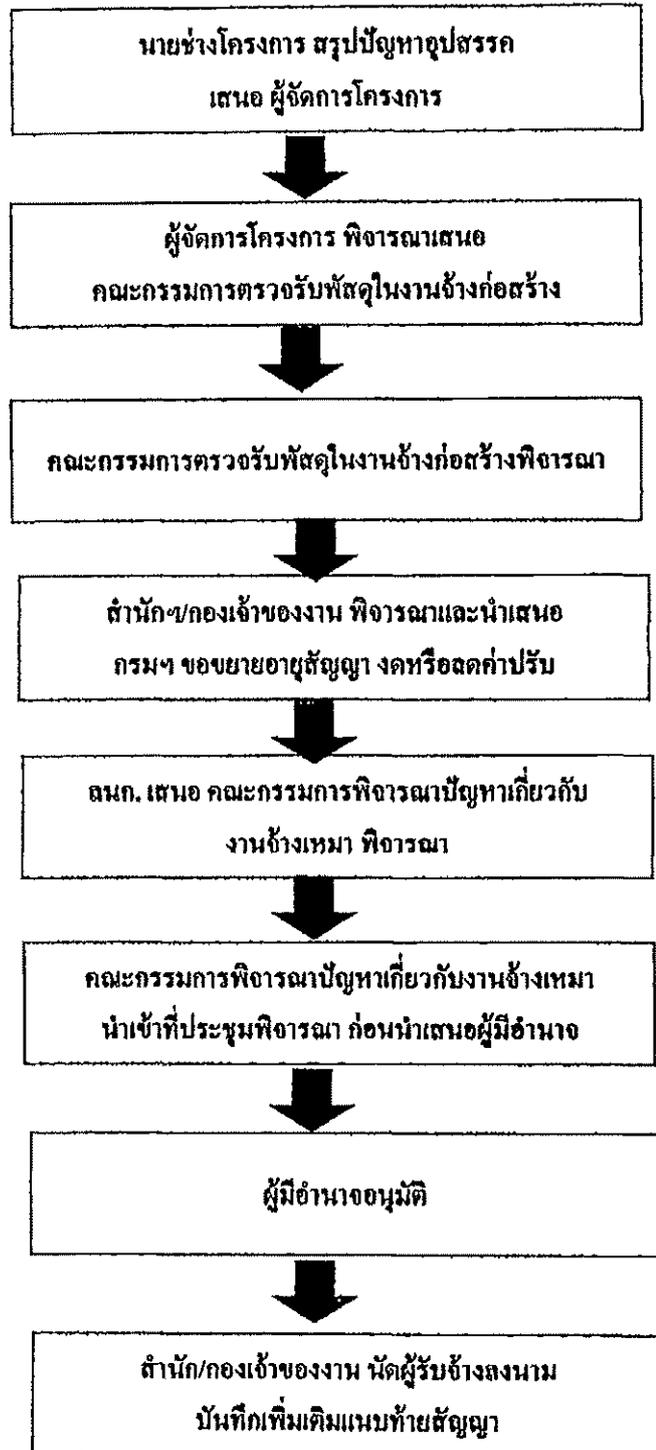 นายช่างโครงการ สรุปปัญหาอุปสรรค
เสนอ ผู้จัดการโครงการ
ผู้จัดการโครงการ พิจารณาเสนอ
คณะกรรมการตรวจรับพัสดุในงานจ้างก่อสร้าง
คณะกรรมการตรวจรับพัสดุในงานจ้างก่อสร้างพิจารณา
สำนักฯ/กองเจ้าของงาน พิจารณาและนำเสนอ
กรมฯ ขอขยายอายุสัญญา งดหรือลดค่าปรับ
ลนก. เสนอ คณะกรรมการพิจารณาปัญหาเกี่ยวกับ
งานจ้างเหมา พิจารณา
คณะกรรมการพิจารณาปัญหาเกี่ยวกับงานจ้างเหมา
นำเข้าที่ประชุมพิจารณา ก่อนนำเสนอผู้มีอำนาจ
ผู้มีอำนาจอนุมัติ
สำนัก/กองเจ้าของงาน นัดผู้รับจ้างลงนาม
บันทึกเพิ่มเติมแนบท้ายสัญญา